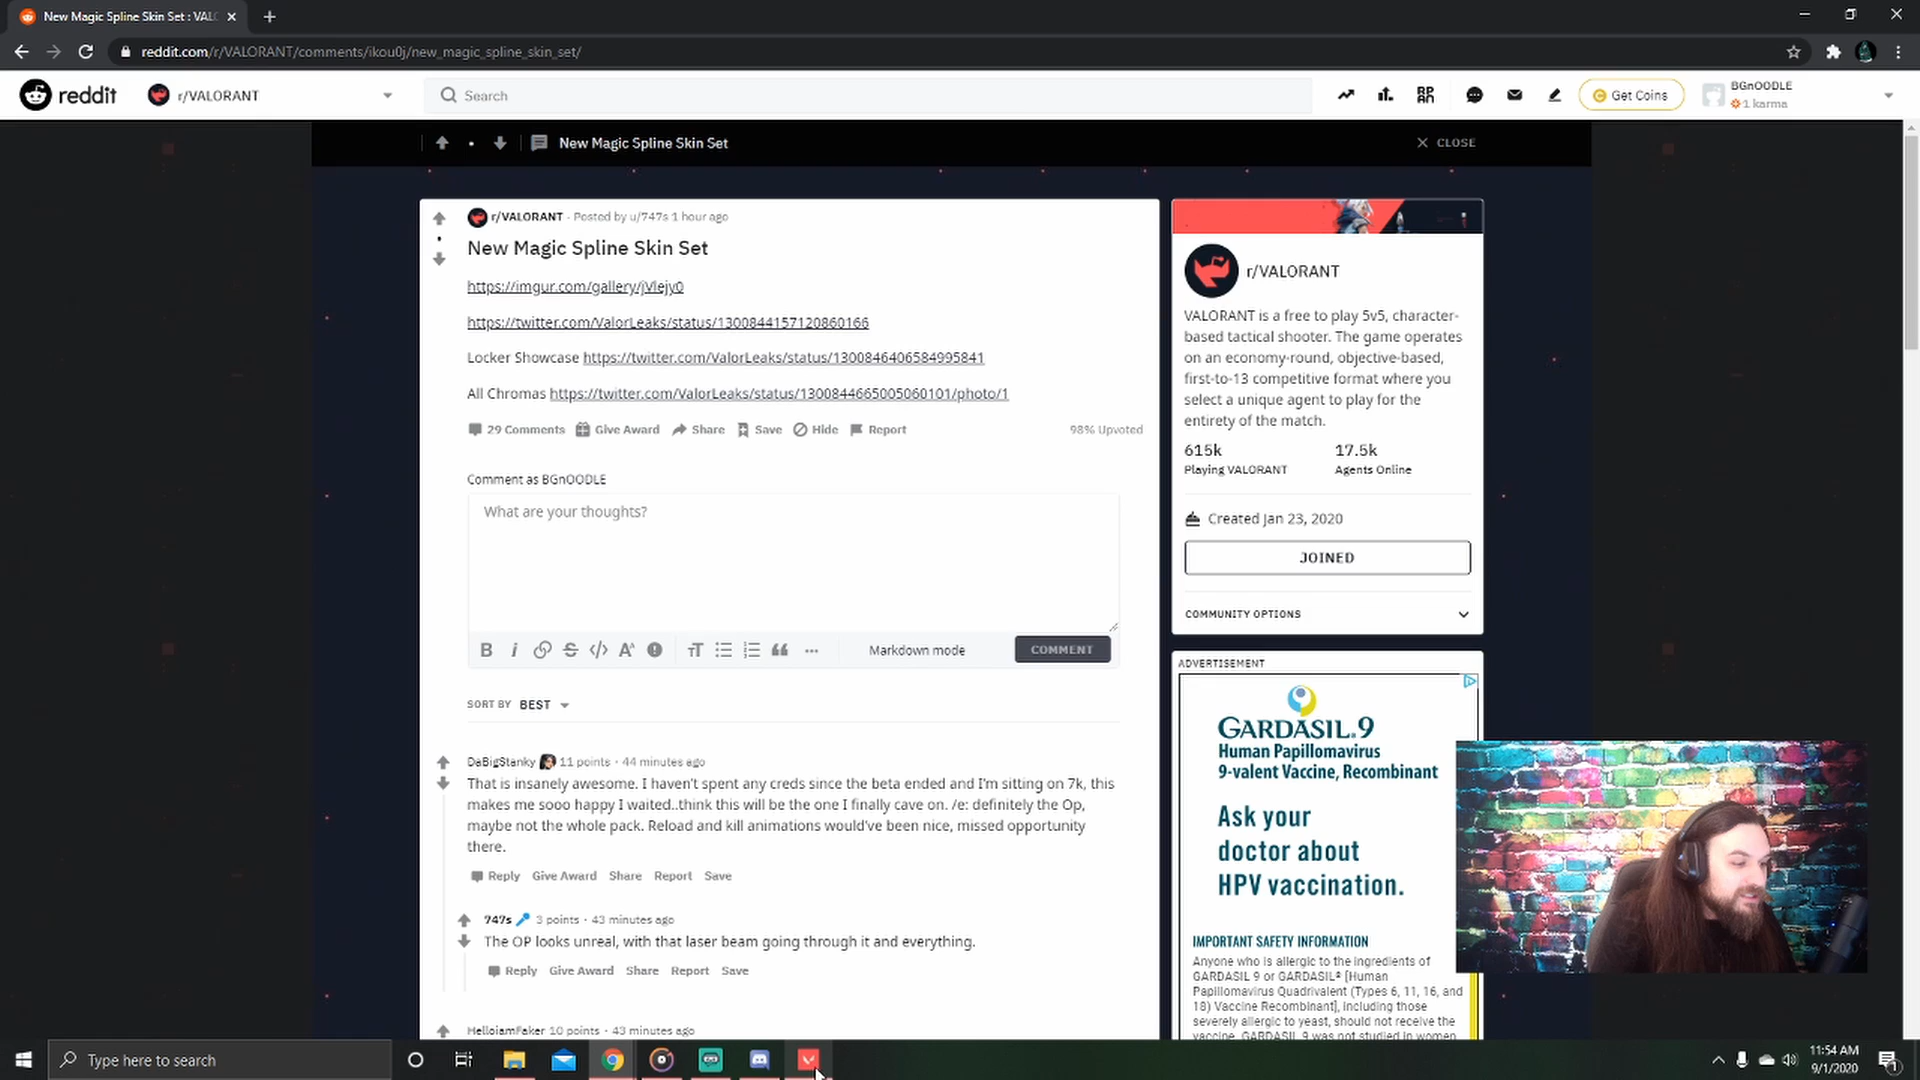 New Magic Spline Skin Set : VAL
reddit.com/r/VALORANT/comments/ikou0j/new_magic_spline_skin_set/
reddit
r/VALORANT
Search
Get Coins
BGnOODLE
1 karma
New Magic Spline Skin Set
CLOSE
r/VALORANT · Posted by u/747s 1 hour ago
New Magic Spline Skin Set
https://imgur.com/gallery/jVlejy0
https://twitter.com/ValorLeaks/status/1300844157120860166
Locker Showcase https://twitter.com/ValorLeaks/status/1300846406584995841
All Chromas https://twitter.com/ValorLeaks/status/1300844665005060101/photo/1
29 Comments Give Award Share Save Hide Report 98% Upvoted
Comment as BGnOODLE
What are your thoughts?
Markdown mode
COMMENT
SORT BY BEST
DaBigStanky 11 points · 44 minutes ago
That is insanely awesome. I haven't spent any creds since the beta ended and I'm sitting on 7k, this
makes me sooo happy I waited..think this will be the one I finally cave on. /e: definitely the Op,
maybe not the whole pack. Reload and kill animations would've been nice, missed opportunity
there.
Reply Give Award Share Report Save
747s 3 points · 43 minutes ago
The OP looks unreal, with that laser beam going through it and everything.
Reply Give Award Share Report Save
HelloiamFaker 10 points · 43 minutes ago
r/VALORANT
VALORANT is a free to play 5v5, character-
based tactical shooter. The game operates
on an economy-round, objective-based,
first-to-13 competitive format where you
select a unique agent to play for the
entirety of the match.
615k 17.5k
Playing VALORANT Agents Online
Created Jan 23, 2020
JOINED
COMMUNITY OPTIONS
ADVERTISEMENT
GARDASIL.9
Human Papillomavirus
9-valent Vaccine, Recombinant
Ask your
doctor about
HPV vaccination.
IMPORTANT SAFETY INFORMATION
Anyone who is allergic to the ingredients of
GARDASIL 9 or GARDASIL® [Human
Papillomavirus Quadrivalent (Types 6, 11, 16, and
18) Vaccine Recombinant], including those
severely allergic to yeast, should not receive the
vaccine. GARDASIL 9 was not studied in women
Type here to search
11:54 AM
9/1/2020